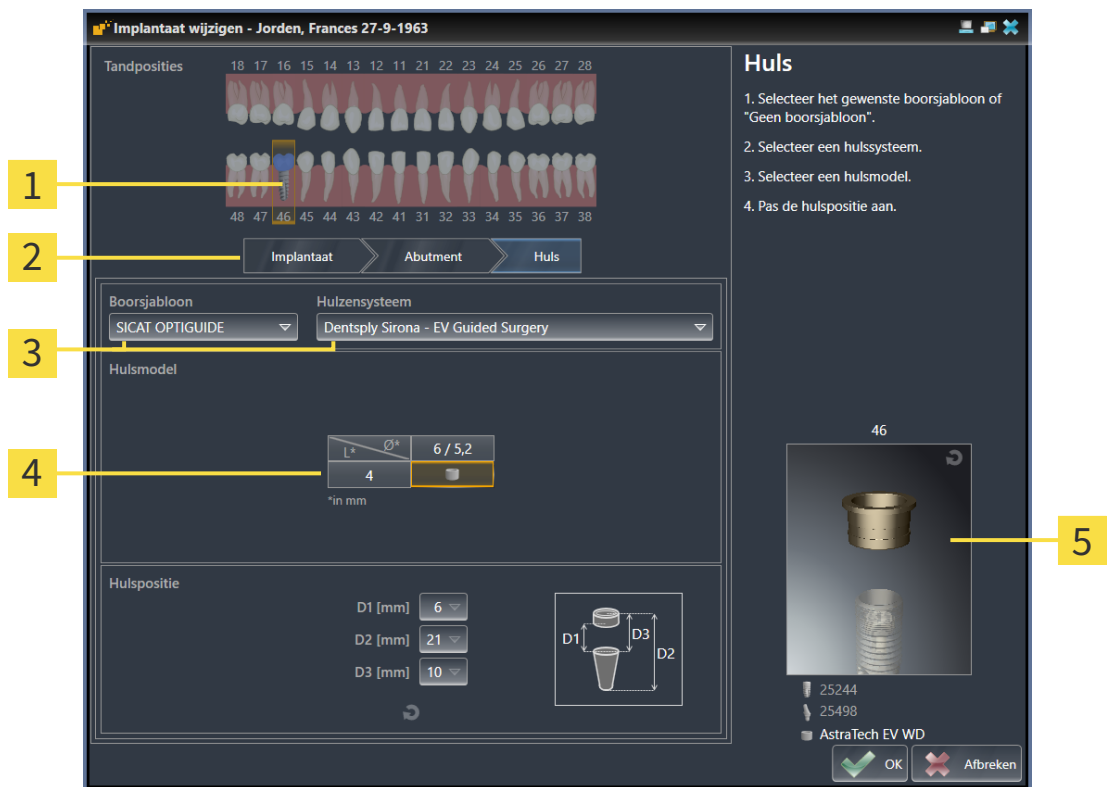 Implantaat wijzigen - Jorden, Frances 27-9-1963
Tandposities
18 17 16 15 14 13 12 11 21 22 23 24 25 26 27 28
48 47 46 45 44 43 42 41 31 32 33 34 35 36 37 38
1
2
Implantaat
Abutment
Huls
Boorsjabloon
Hulzensysteem
SICAT OPTIGUIDE
Dentsply Sirona - EV Guided Surgery
3
Hulsmodel
L*
Ø*
6 / 5,2
4
4
*in mm
Hulspositie
D1 [mm] 6
D2 [mm] 21
D3 [mm] 10
D1
D3
D2
Huls
1. Selecteer het gewenste boorsjabloon of
"Geen boorsjabloon".
2. Selecteer een hulssysteem.
3. Selecteer een hulsmodel.
4. Pas de hulspositie aan.
46
5
25244
25498
AstraTech EV WD
OK
Afbreken